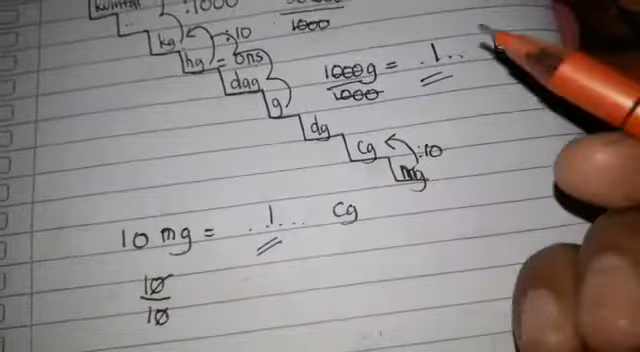 kwintal :1000
1000
kg :10
hg = ons
dag 1000g = .1...
g 1000
dg
cg :10
mg
10 mg = ..1... cg
10
10